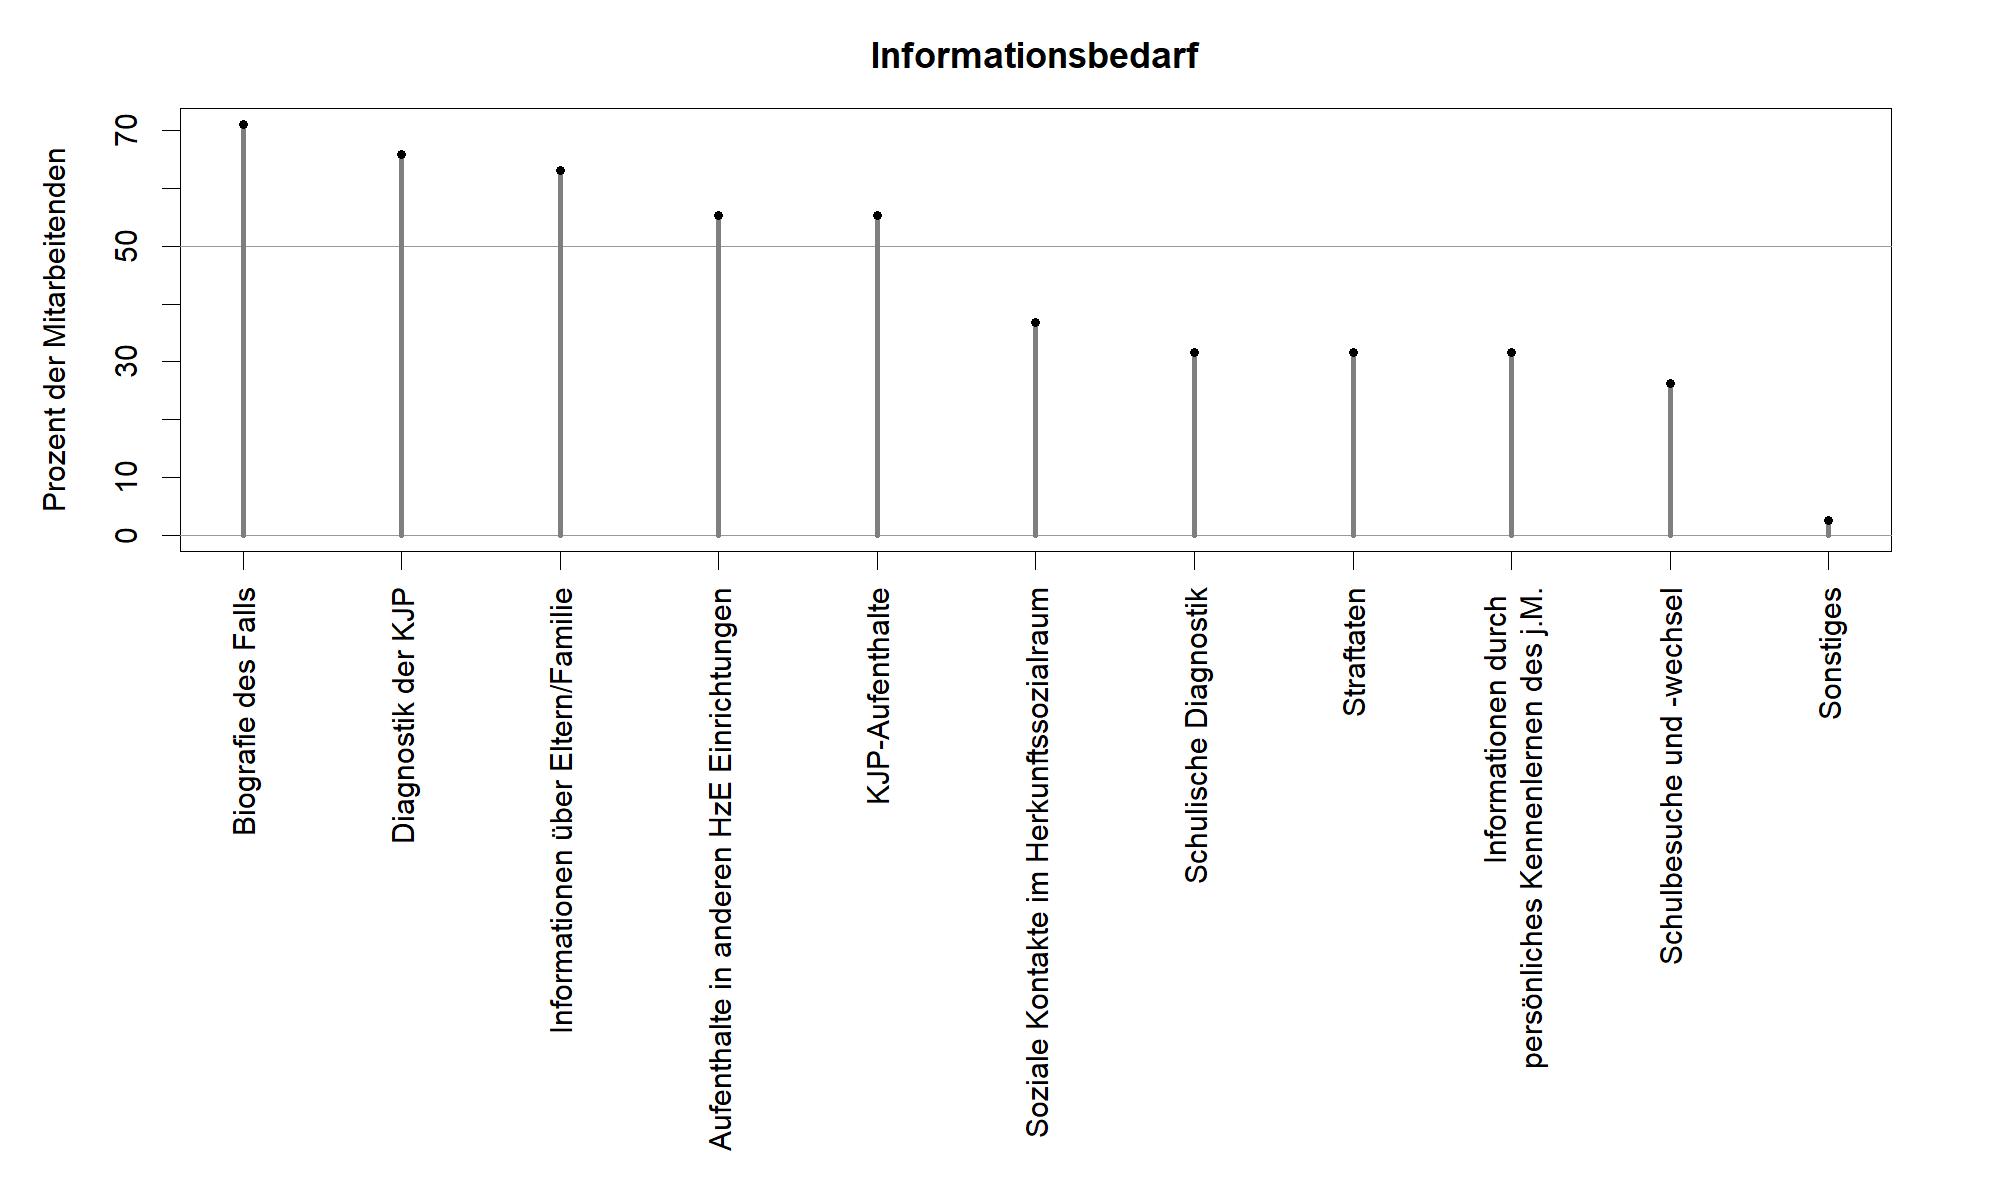 Informationsbedarf
Prozent der Mitarbeitenden
70
50
30
10
0
Biografie des Falls
Diagnostik der KJP
Informationen über Eltern/Familie
Aufenthalte in anderen HzE Einrichtungen
KJP-Aufenthalte
Soziale Kontakte im Herkunftssozialraum
Schulische Diagnostik
Straftaten
Informationen durch
persönliches Kennenlernen des j.M.
Schulbesuche und -wechsel
Sonstiges